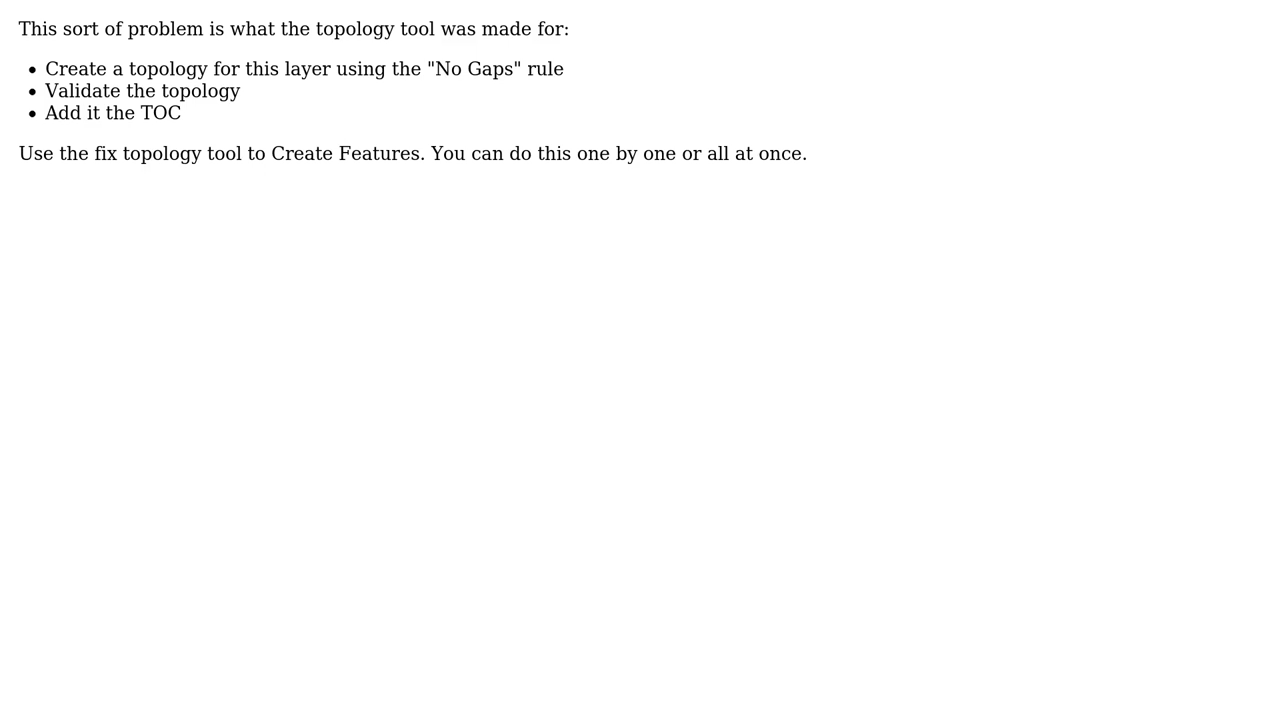 This sort of problem is what the topology tool was made for:
• Create a topology for this layer using the "No Gaps" rule
• Validate the topology
• Add it the TOC
Use the fix topology tool to Create Features. You can do this one by one or all at once.